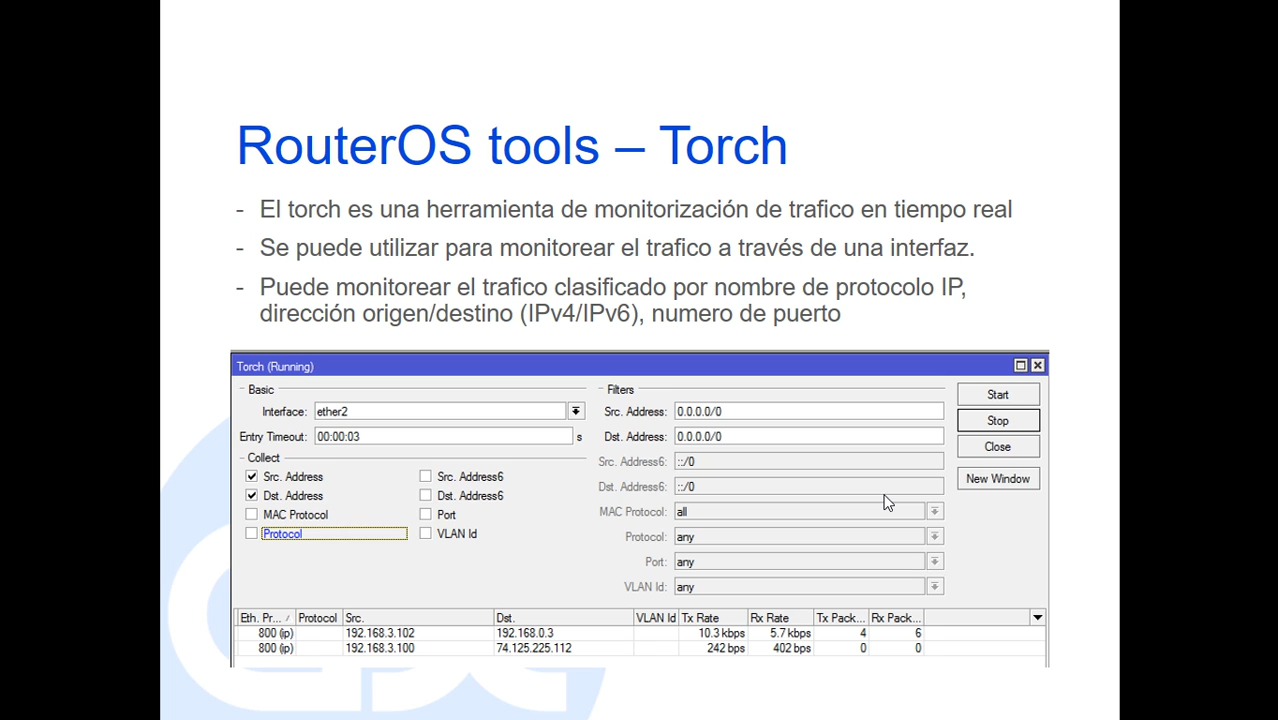 RouterOS tools – Torch
- El torch es una herramienta de monitorización de trafico en tiempo real
- Se puede utilizar para monitorear el trafico a través de una interfaz.
- Puede monitorear el trafico clasificado por nombre de protocolo IP,
dirección origen/destino (IPv4/IPv6), numero de puerto
Torch (Running)
Basic
Interface: ether2
Entry Timeout: 00:00:03 s
Collect
Src. Address Src. Address6
Dst. Address Dst. Address6
MAC Protocol Port
Protocol VLAN Id
Filters
Src. Address: 0.0.0.0/0
Dst. Address: 0.0.0.0/0
Src. Address6: ::/0
Dst. Address6: ::/0
MAC Protocol: all
Protocol: any
Port: any
VLAN Id: any
Start
Stop
Close
New Window
Eth. Pr... Protocol Src. Dst. VLAN Id Tx Rate Rx Rate Tx Pack... Rx Pack...
800 (ip) 192.168.3.102 192.168.0.3 10.3 kbps 5.7 kbps 4 6
800 (ip) 192.168.3.100 74.125.225.112 242 bps 402 bps 0 0